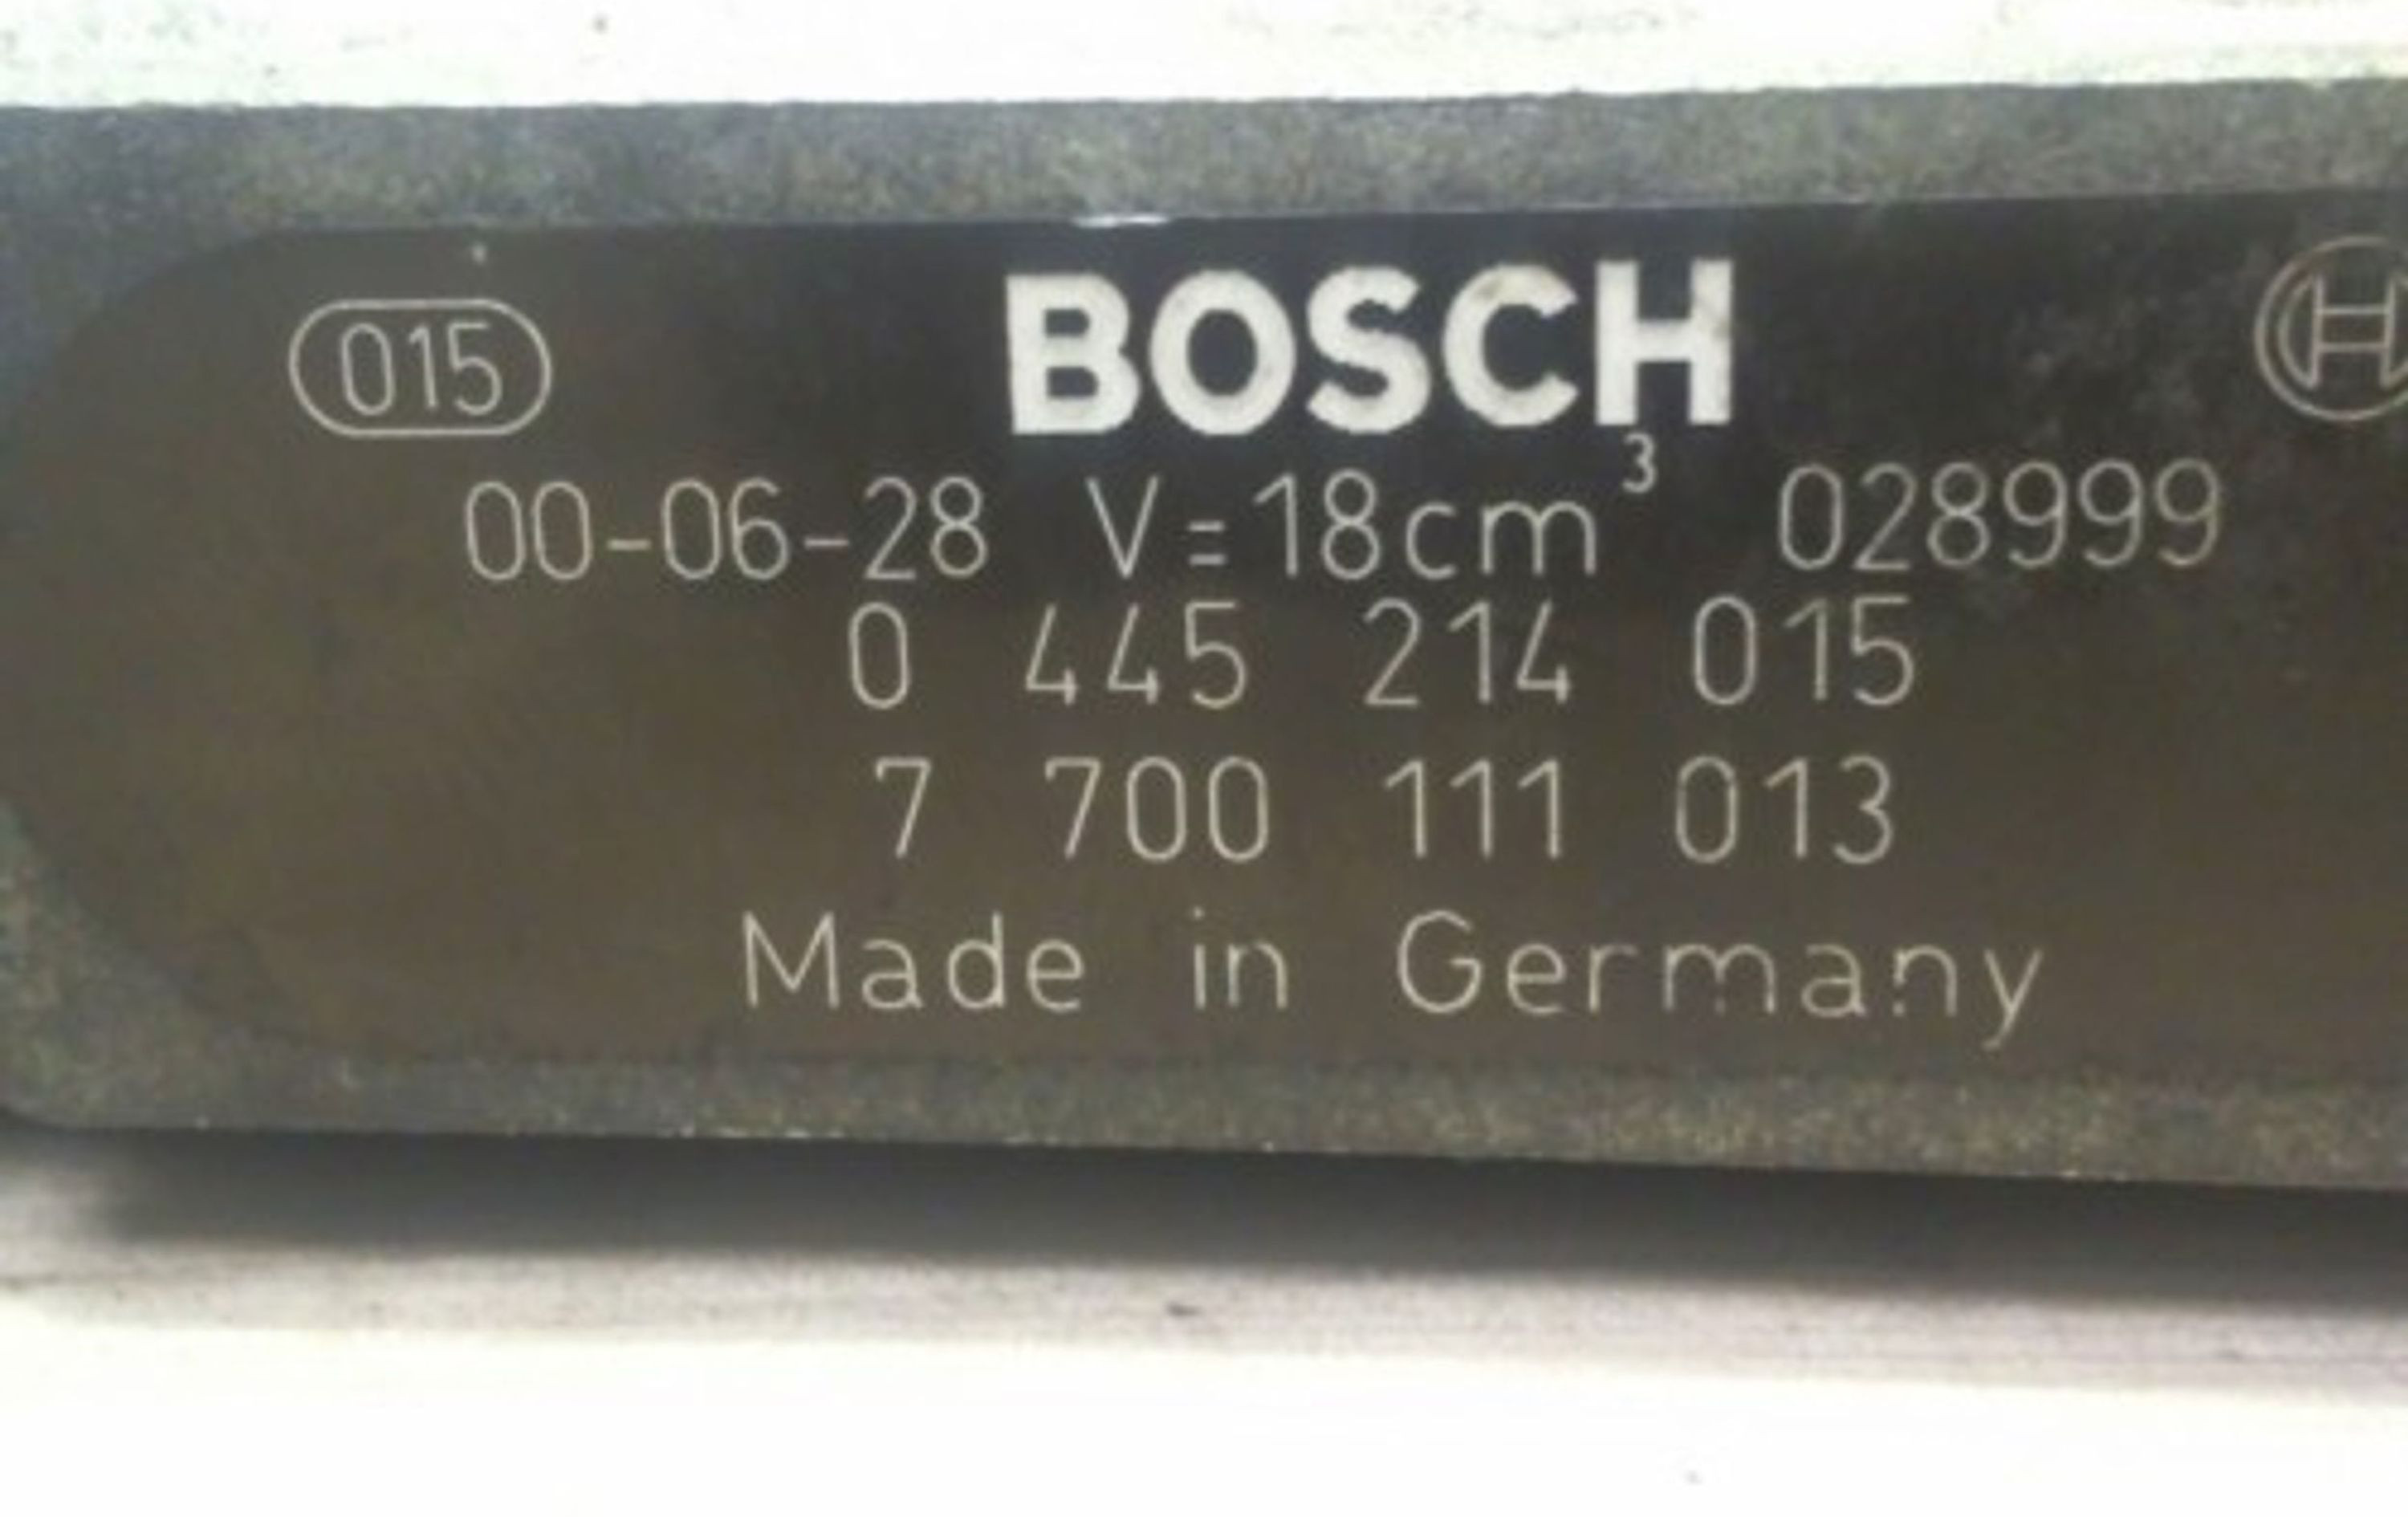 BOSCH
015
00-06-28 V=18cm³ 028999
0 445 214 015
7 700 111 013
Made in Germany